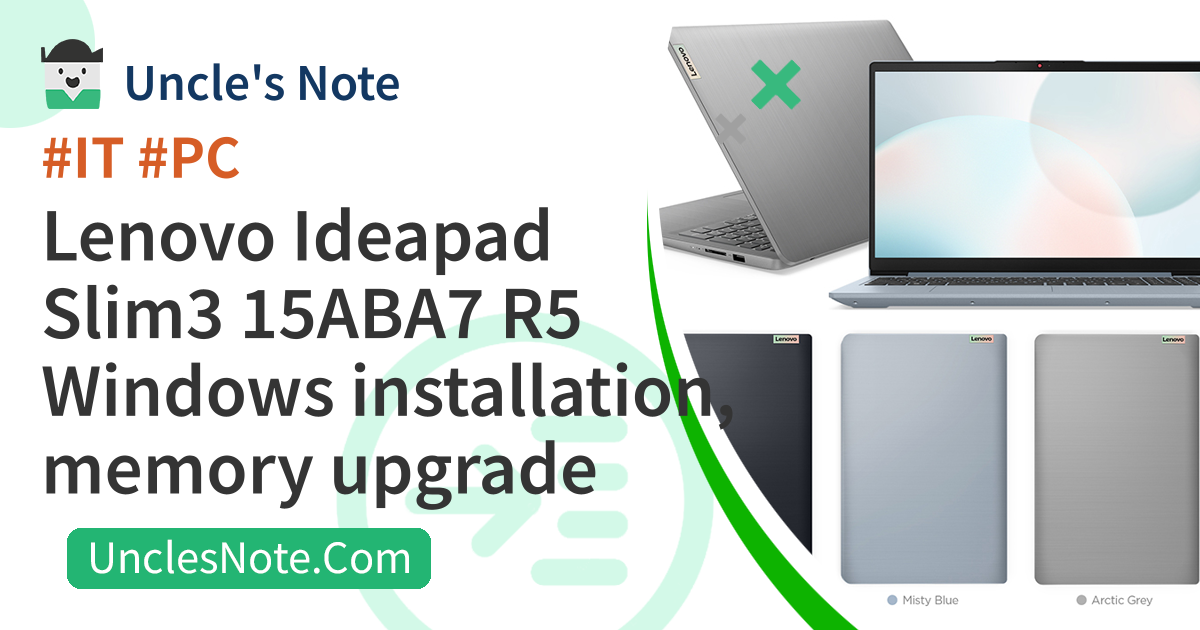 Uncle's Note
#IT #PC
Lenovo Ideapad
Slim3 15ABA7 R5
Windows installation,
memory upgrade
UnclesNote.Com
Lenovo
Lenovo
Lenovo
Lenovo
Misty Blue
Arctic Grey